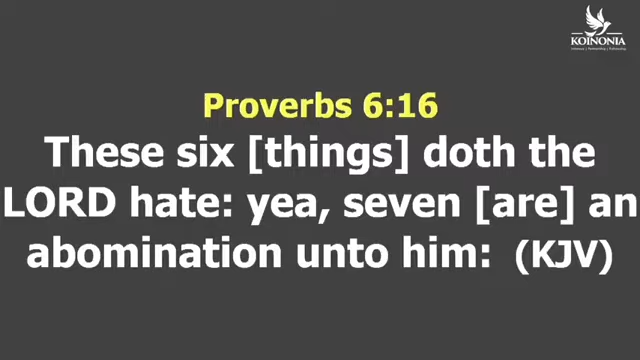 KOINONIA
Proverbs 6:16
These six [things] doth the
LORD hate: yea, seven [are] an
abomination unto him: (KJV)